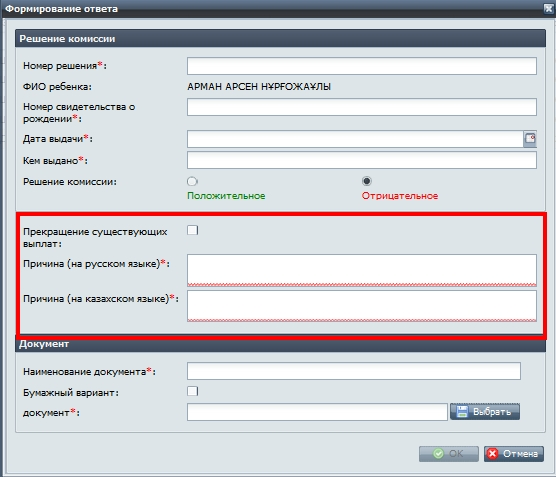 Формирование ответа
Решение комиссии
Номер решения*:
ФИО ребенка: АРМАН АРСЕН НҰРҒОЖАҰЛЫ
Номер свидетельства о
рождении*:
Дата выдачи*:
Кем выдано*:
Решение комиссии:
Положительное Отрицательное
Прекращение существующих
выплат:
Причина (на русском языке)*:
Причина (на казахском языке)*:
Документ
Наименование документа*:
Бумажный вариант:
документ*: Выбрать
OK Отмена